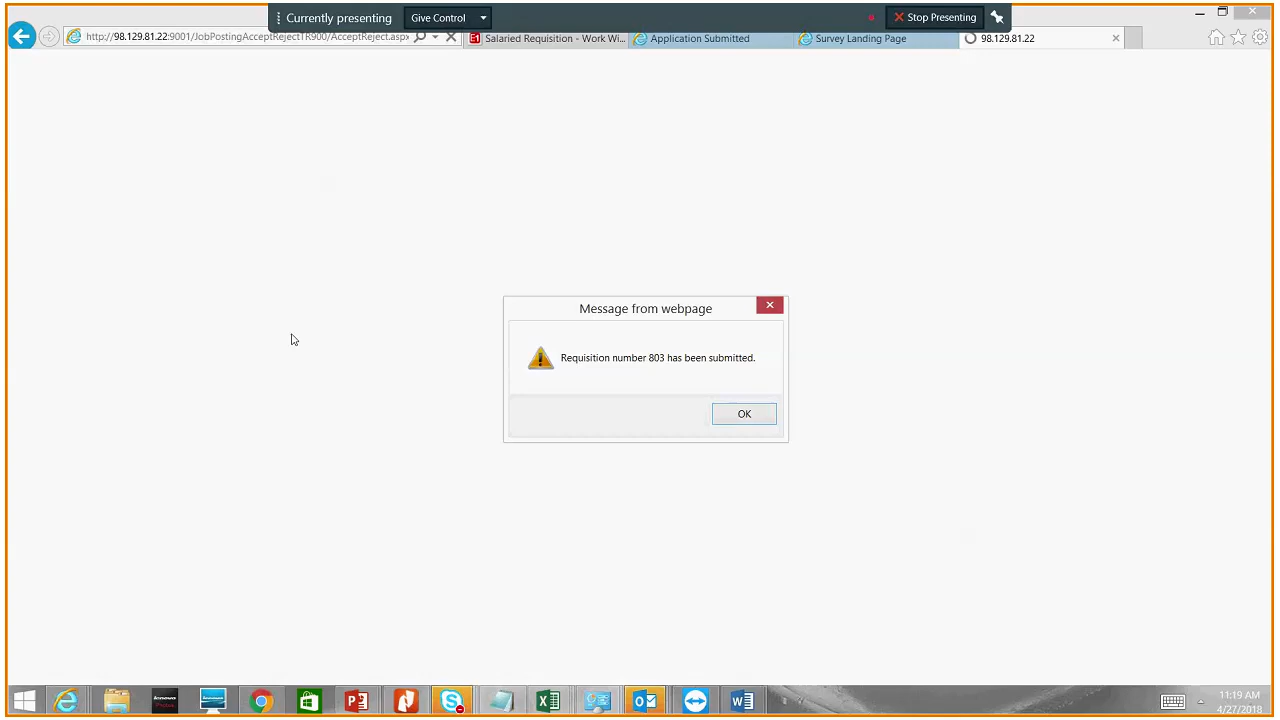 Currently presenting
Give Control
Stop Presenting
http://98.129.81.22:9001/JobPostingAcceptRejectTR900/AcceptReject.aspx
Salaried Requisition - Work Wi...
Application Submitted
Survey Landing Page
98.129.81.22
Message from webpage
Requisition number 803 has been submitted.
OK
11:19 AM
4/27/2018